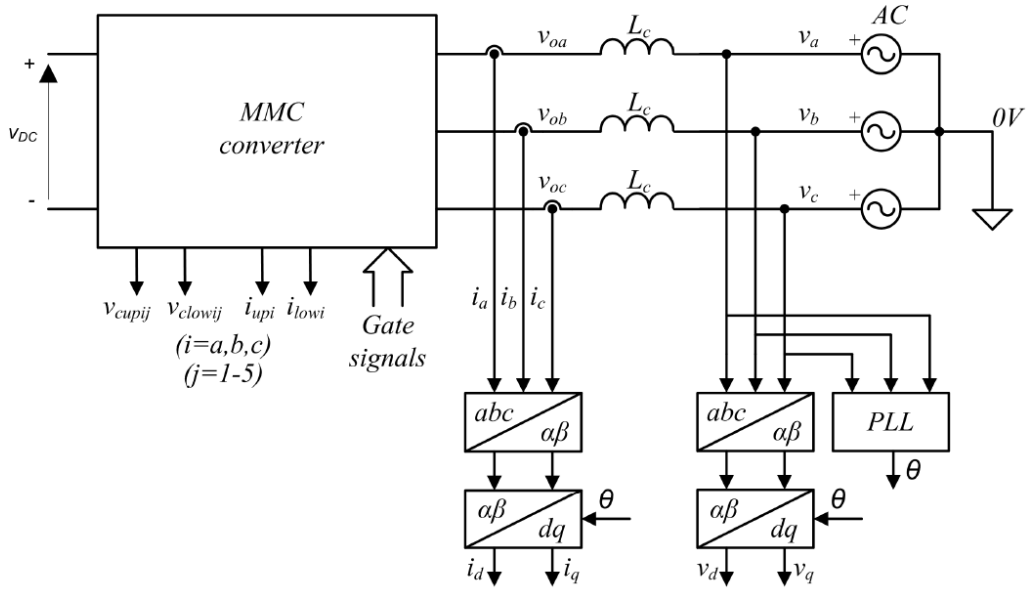 AC
v_oa L_c v_a +
+
MMC
converter
v_DC
v_ob L_c v_b +
0V
v_oc L_c v_c +
-
v_cupij v_clowij i_upi i_lowi
(i=a,b,c)
(j=1-5)
Gate
signals
i_a i_b i_c
abc αβ abc αβ PLL
θ
αβ dq θ αβ dq θ
i_d i_q v_d v_q